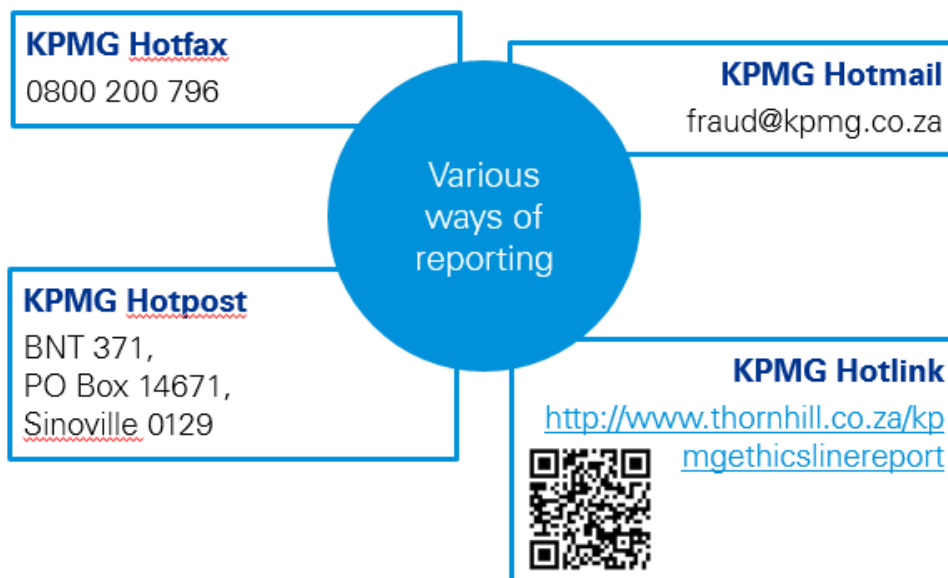 KPMG Hotfax
0800 200 796
KPMG Hotmail
fraud@kpmg.co.za
Various
ways of
reporting
KPMG Hotpost
BNT 371,
PO Box 14671,
Sinoville 0129
KPMG Hotlink
http://www.thornhill.co.za/kp
mgethicslinereport